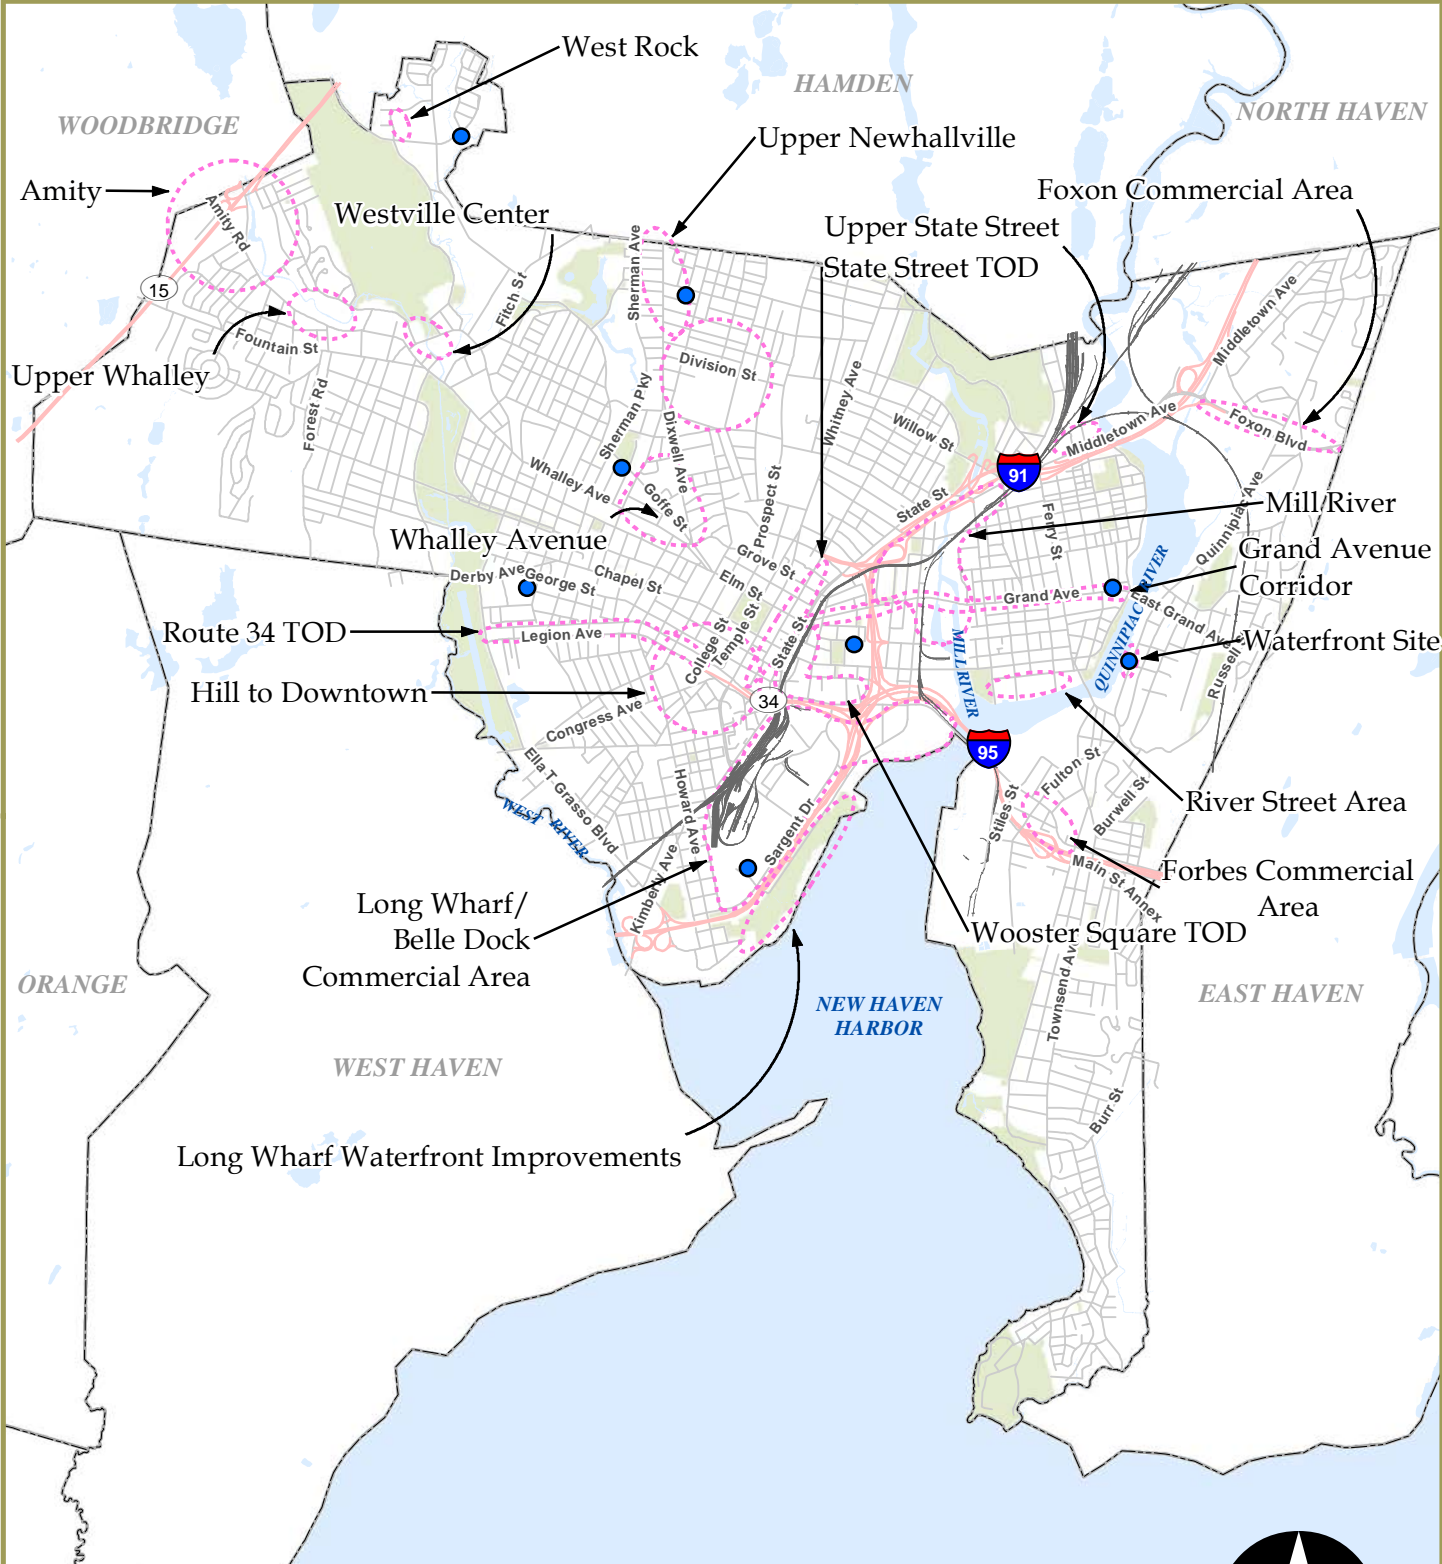 West Rock
HAMDEN
WOODBRIDGE
NORTH HAVEN
Upper Newhallville
Amity
Foxon Commercial Area
Westville Center
Upper State Street
State Street TOD
Amity Rd
Sherman Ave
Fitch St
15
Middletown Ave
Fountain St
Upper Whalley
Division St
Whitney Ave
Forest Rd
Sherman Pky
Dixwell Ave
Willow St
Middletown Ave
Foxon Blvd
Whalley Ave
Goffe St
Prospect St
91
State St
Ferry St
Quinnipiac Ave
Mill River
Whalley Avenue
Grove St
Grand Avenue
Corridor
Derby Ave
George St
Chapel St
Elm St
Grand Ave
East Grand Ave
QUINNIPIAC RIVER
Route 34 TOD
Legion Ave
College St
Temple St
State St
MILL RIVER
Waterfront Site
Russell
Hill to Downtown
34
Congress Ave
95
Ella T Grasso Blvd
Howard Ave
Fulton St
Burwell St
Stiles St
River Street Area
WEST RIVER
Sargent Dr
Kimberly Ave
Main St Annex
Forbes Commercial
Area
Long Wharf/
Belle Dock
Commercial Area
Wooster Square TOD
Townsend Av
ORANGE
EAST HAVEN
NEW HAVEN
HARBOR
WEST HAVEN
Burr St
Long Wharf Waterfront Improvements